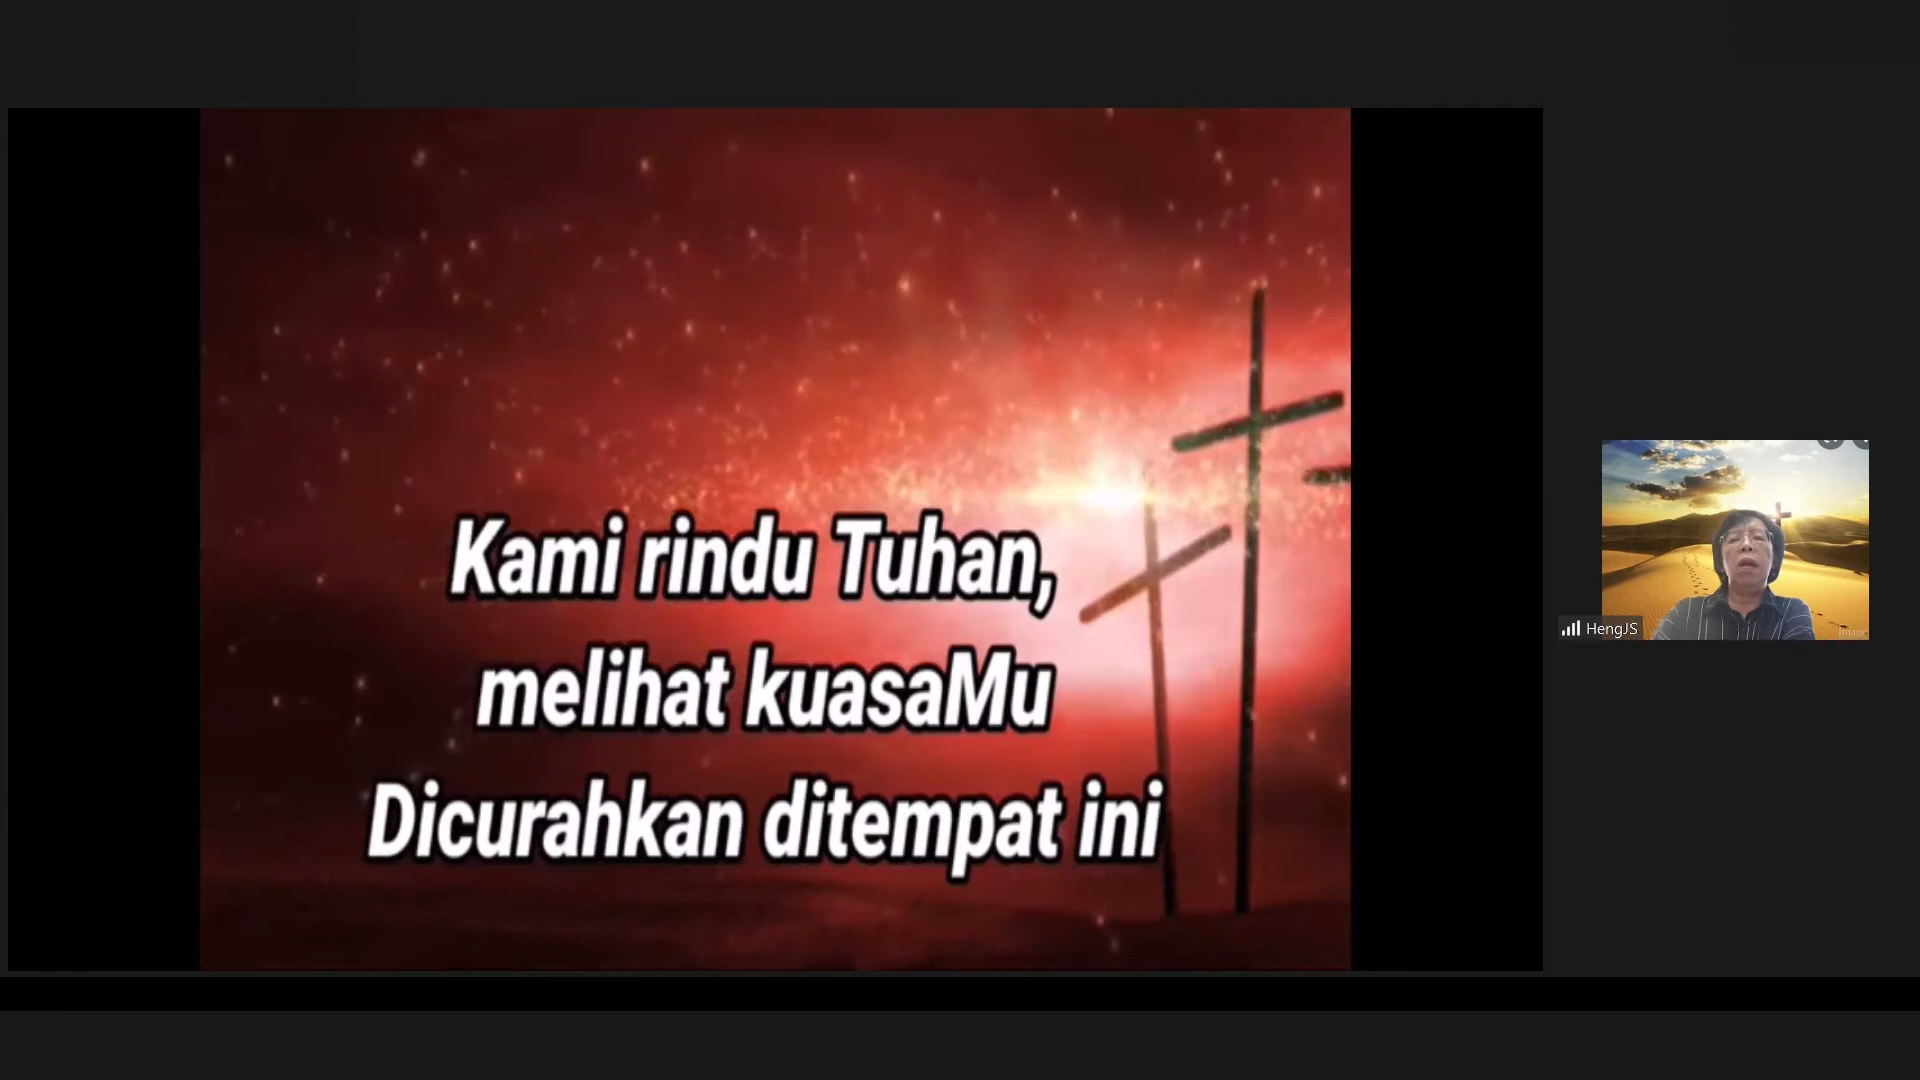 Kami rindu Tuhan,
melihat kuasaMu
Dicurahkan ditempat ini
HengJS